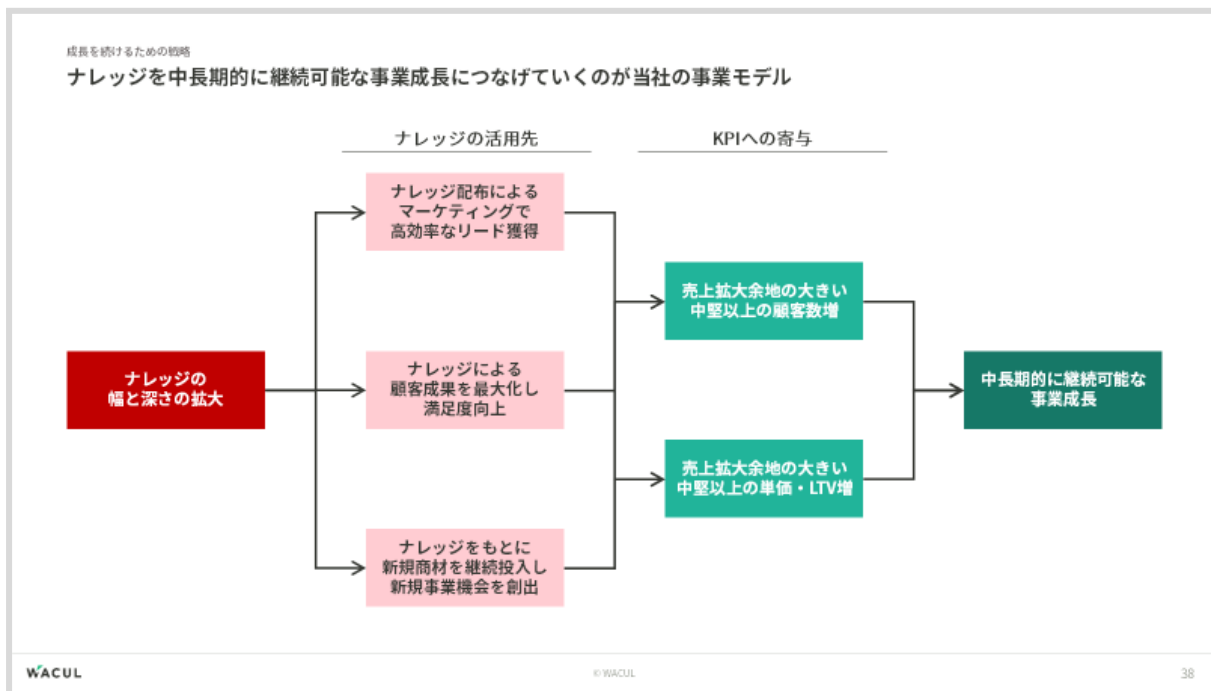 成長を続けるための戦略
ナレッジを中長期的に継続可能な事業成長につなげていくのが当社の事業モデル
ナレッジの活用先
KPIへの寄与
ナレッジの
幅と深さの拡大
ナレッジ配布による
マーケティングで
高効率なリード獲得
ナレッジによる
顧客成果を最大化し
満足度向上
ナレッジをもとに
新規商材を継続投入し
新規事業機会を創出
売上拡大余地の大きい
中堅以上の顧客数増
売上拡大余地の大きい
中堅以上の単価・LTV増
中長期的に継続可能な
事業成長
WACUL
© WACUL
38